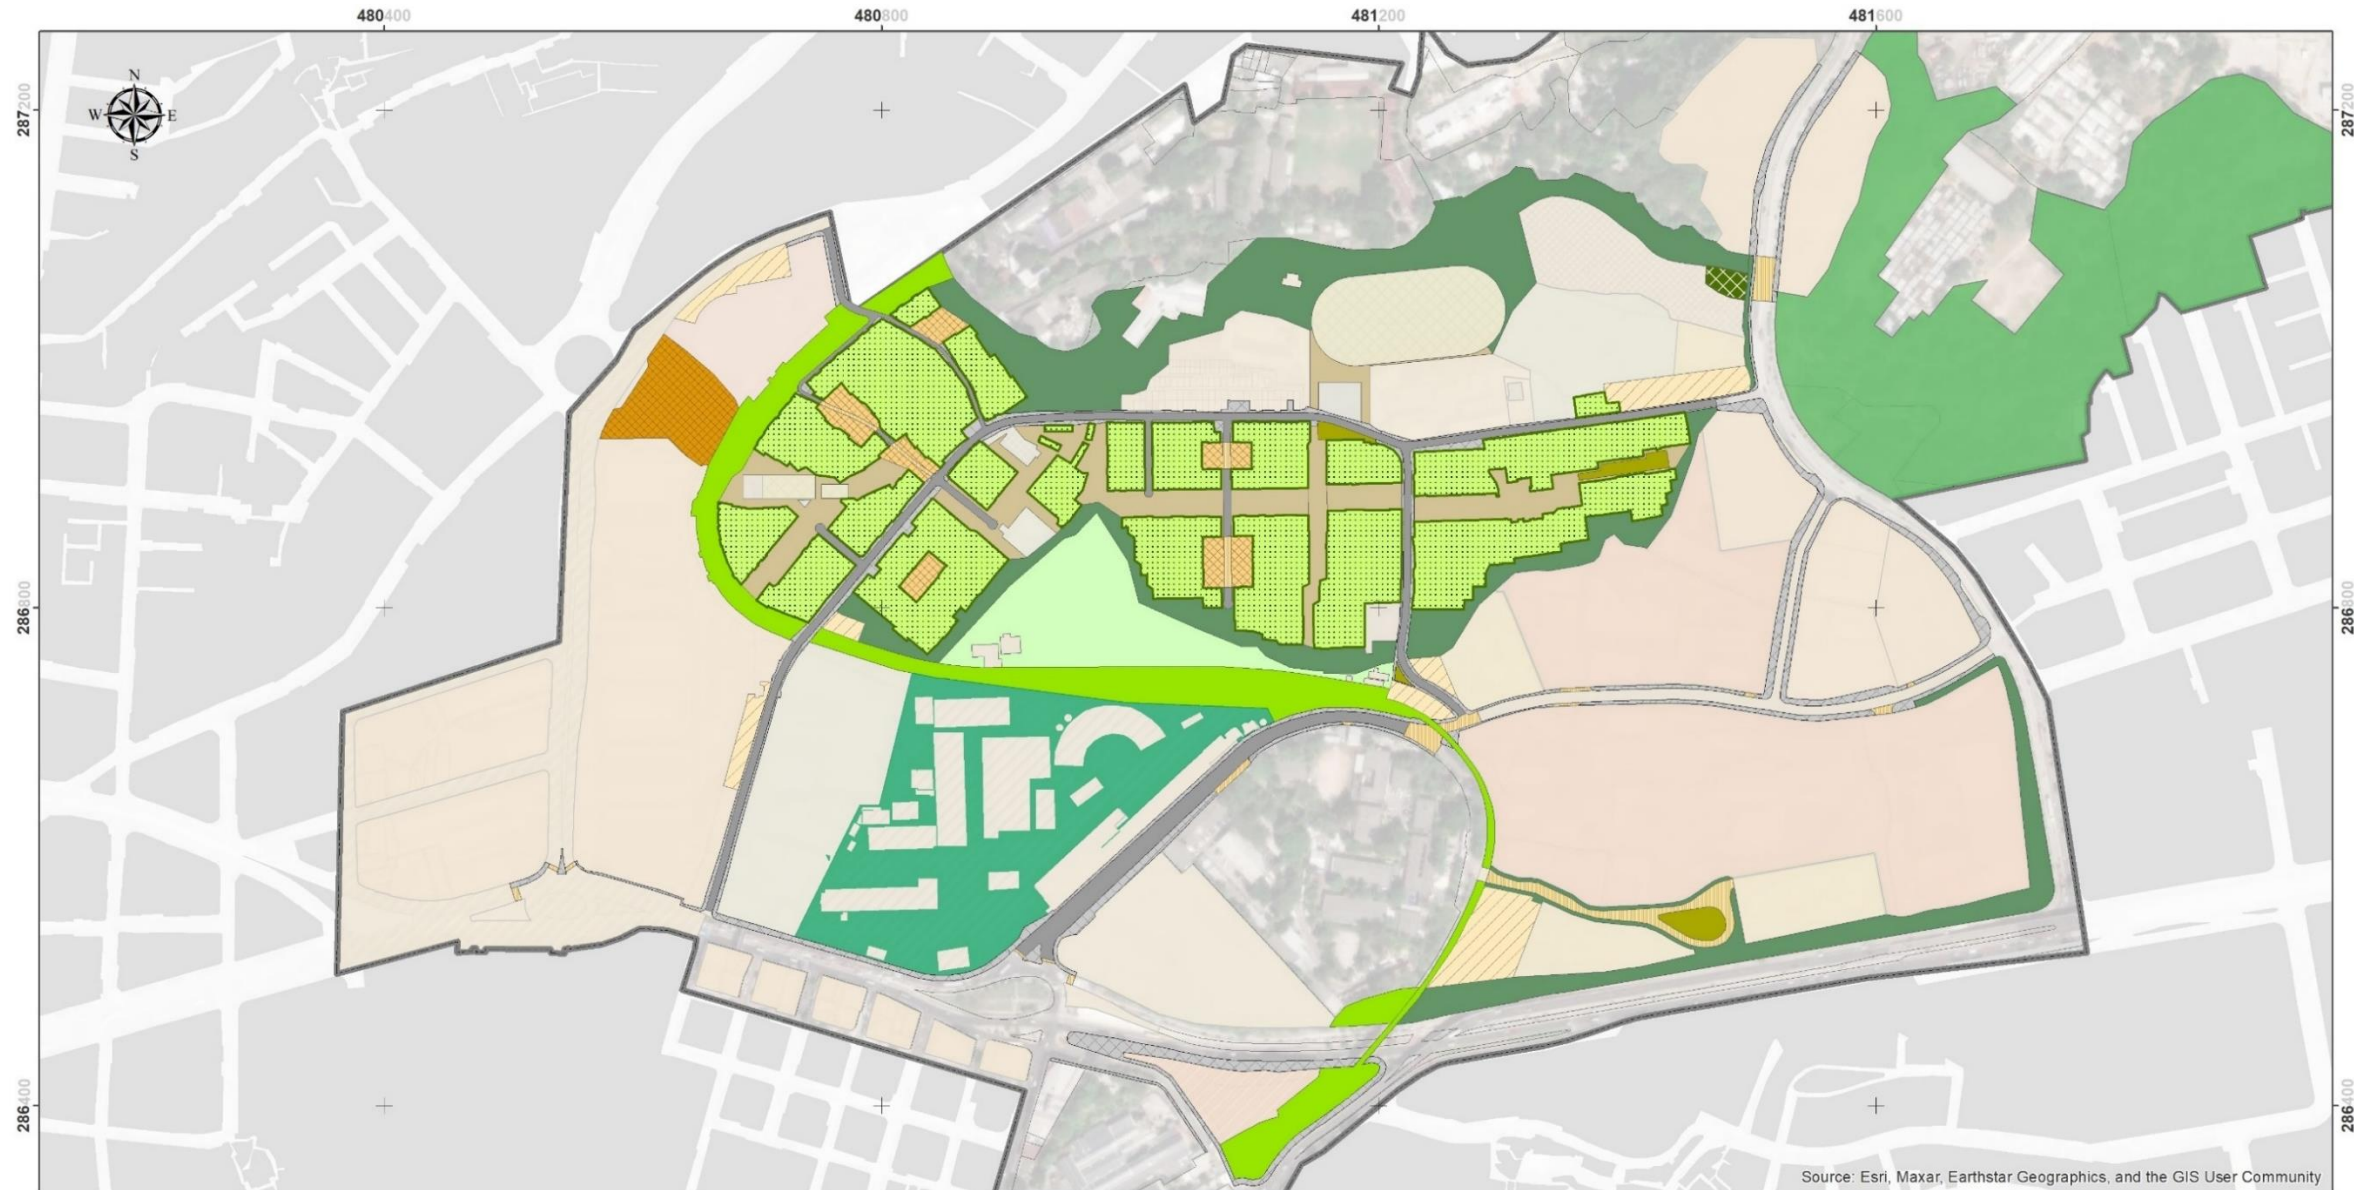 480400 480800 481200 481600
N
W E
S
287200 287200
286800 286800
286400 286400
Source: Esri, Maxar, Earthstar Geographics, and the GIS User Community